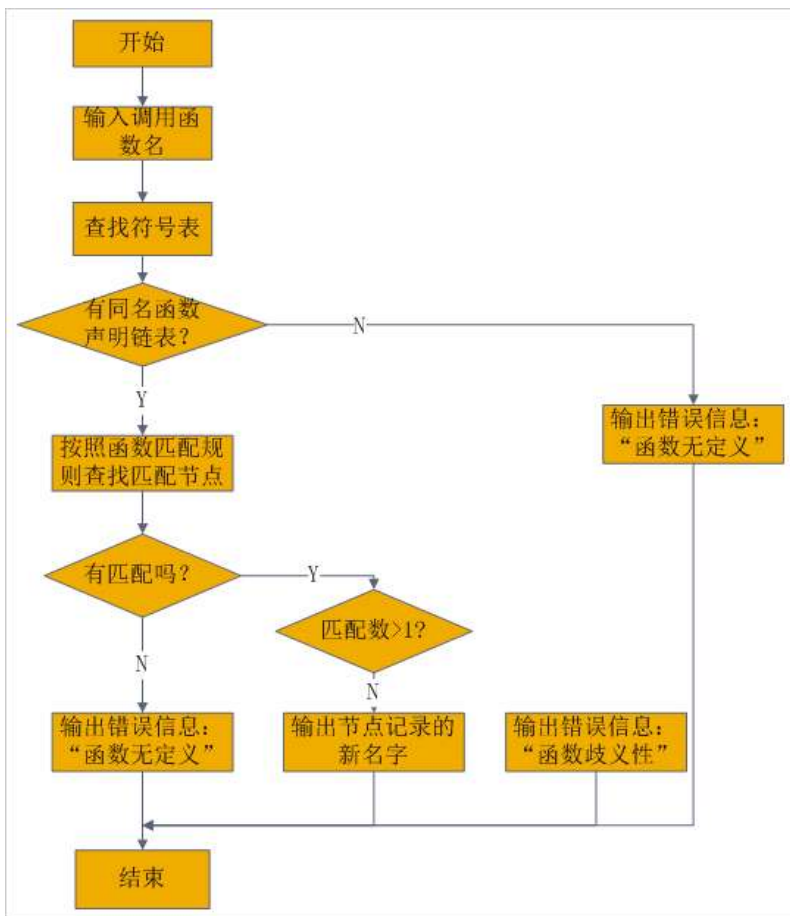 开始
输入调用函
数名
查找符号表
有同名函数
声明链表?
N
Y
输出错误信息:
“函数无定义”
按照函数匹配规
则查找匹配节点
有匹配吗?
Y
匹配数>1?
N
N
输出错误信息:
“函数无定义”
输出节点记录的
新名字
输出错误信息:
“函数歧义性”
结束